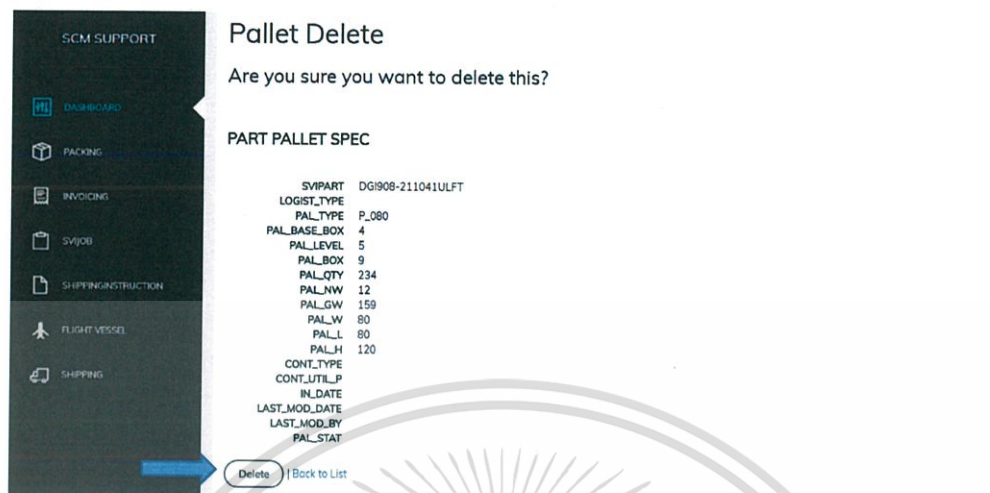 SCM SUPPORT
DASHBOARD
PACKING
INVOICING
SVIJOB
SHIPPINGINSTRUCTION
FLIGHT VESSEL
SHIPPING
Pallet Delete
Are you sure you want to delete this?
PART PALLET SPEC
SVIPART DGI908-211041ULFT
LOGIST_TYPE
PAL_TYPE P_080
PAL_BASE_BOX 4
PAL_LEVEL 5
PAL_BOX 9
PAL_QTY 234
PAL_NW 12
PAL_GW 159
PAL_W 80
PAL_L 80
PAL_H 120
CONT_TYPE
CONT_UTIL_P
IN_DATE
LAST_MOD_DATE
LAST_MOD_BY
PAL_STAT
Delete | Back to List